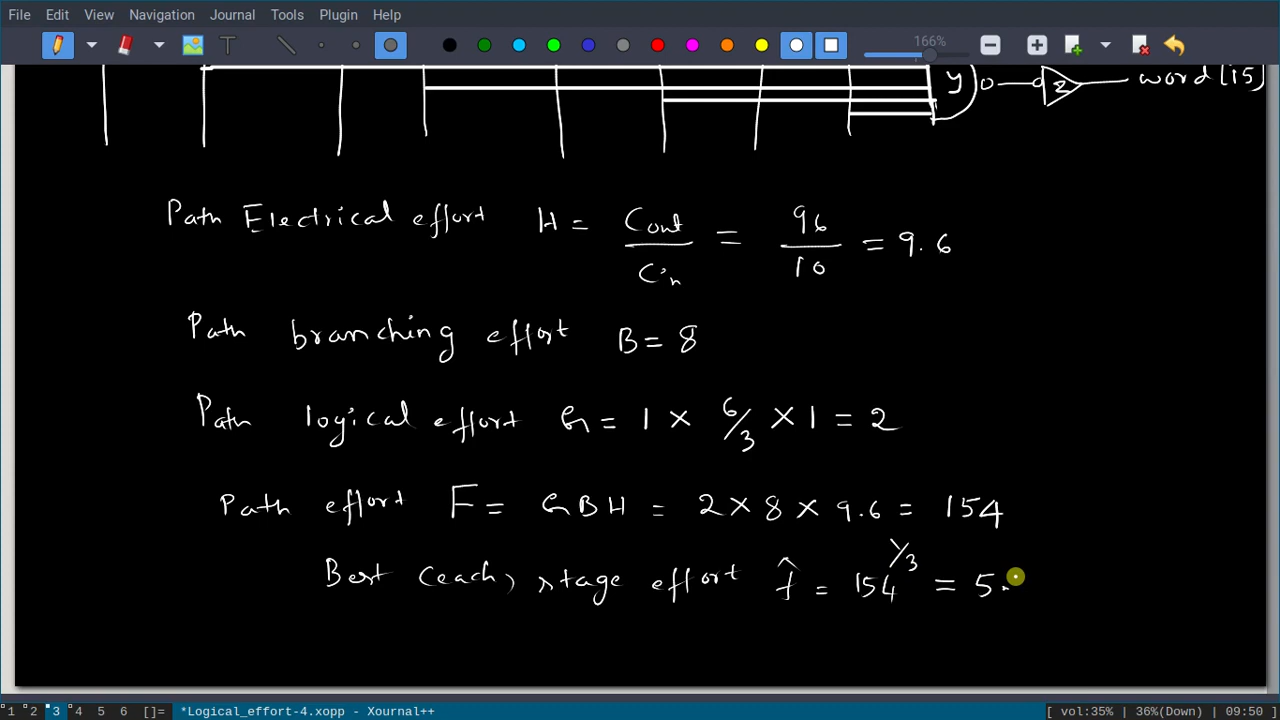 File Edit View Navigation Journal Tools Plugin Help
166%
y z word [15]
Path Electrical effort H = Cout / Cin = 96 / 10 = 9.6
Path branching effort B = 8
Path logical effort G = 1 × 6/3 × 1 = 2
Path effort F = GBH = 2 × 8 × 9.6 = 154
Best (each) stage effort f̂ = 154^1/3 = 5.
1 2 3 4 5 6 []= *Logical_effort-4.xopp - Xournal++ [ vol:35% | 36%(Down) | 09:50 ]